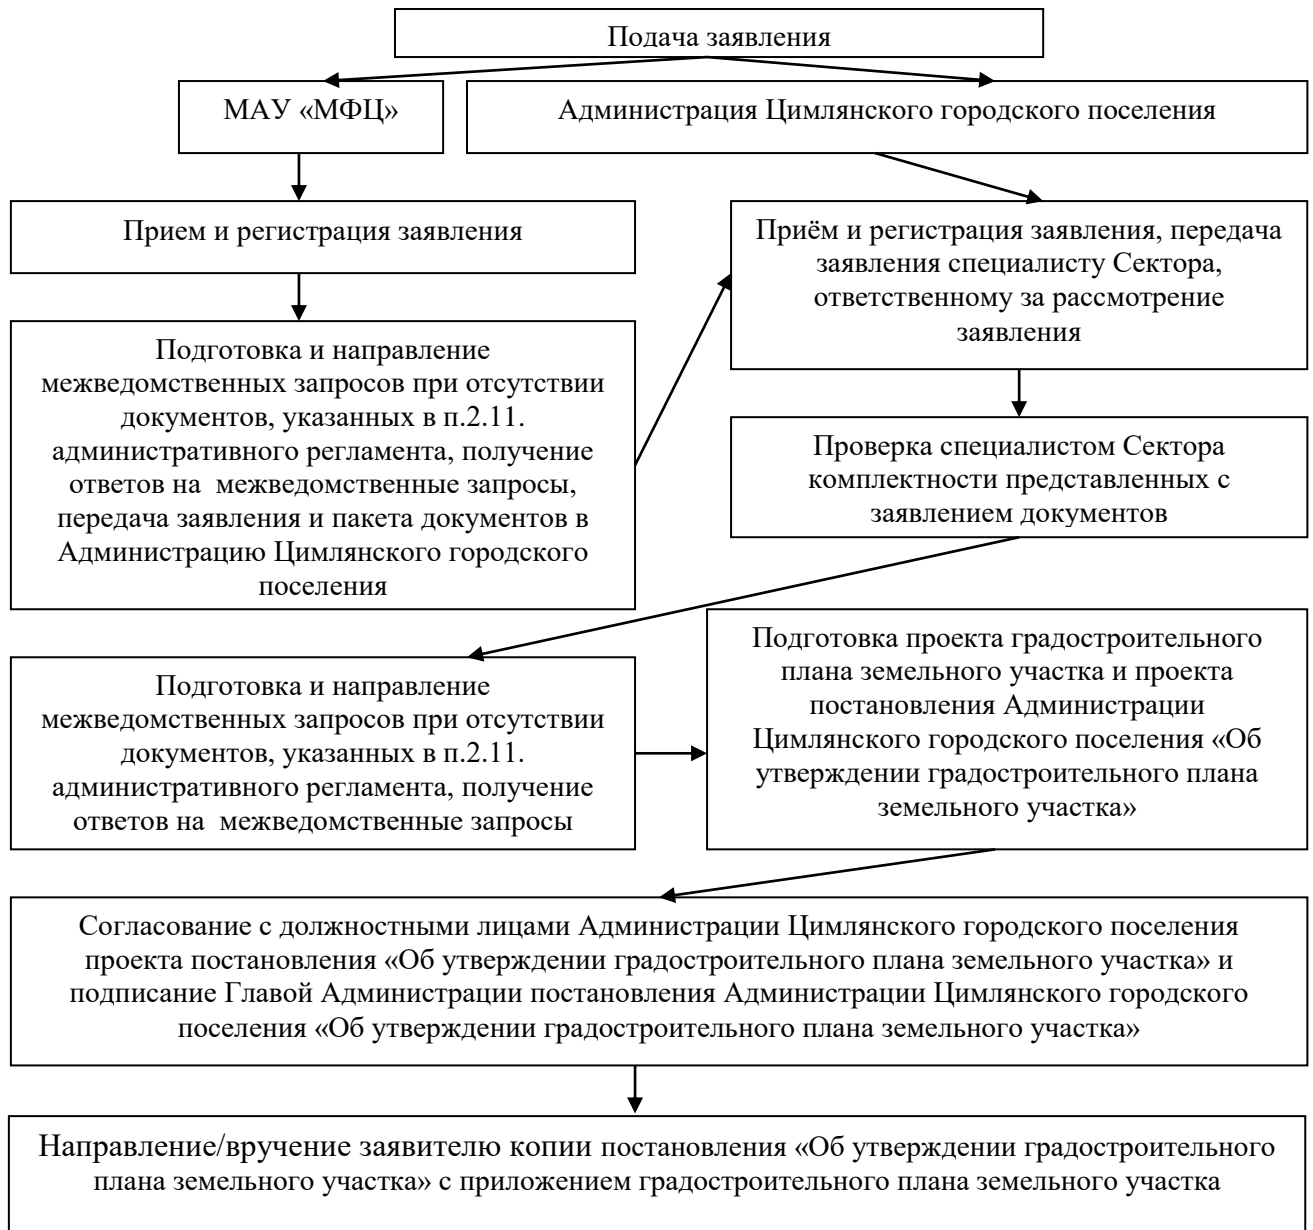 Подача заявления
МАУ «МФЦ»
Администрация Цимлянского городского поселения
Прием и регистрация заявления
Приём и регистрация заявления, передача
заявления специалисту Сектора,
ответственному за рассмотрение
заявления
Подготовка и направление
межведомственных запросов при отсутствии
документов, указанных в п.2.11.
административного регламента, получение
ответов на  межведомственные запросы,
передача заявления и пакета документов в
Администрацию Цимлянского городского
поселения
Проверка специалистом Сектора
комплектности представленных с
заявлением документов
Подготовка и направление
межведомственных запросов при отсутствии
документов, указанных в п.2.11.
административного регламента, получение
ответов на  межведомственные запросы
Подготовка проекта градостроительного
плана земельного участка и проекта
постановления Администрации
Цимлянского городского поселения «Об
утверждении градостроительного плана
земельного участка»
Согласование с должностными лицами Администрации Цимлянского городского поселения
проекта постановления «Об утверждении градостроительного плана земельного участка» и
подписание Главой Администрации постановления Администрации Цимлянского городского
поселения «Об утверждении градостроительного плана земельного участка»
Направление/вручение заявителю копии постановления «Об утверждении градостроительного
плана земельного участка» с приложением градостроительного плана земельного участка